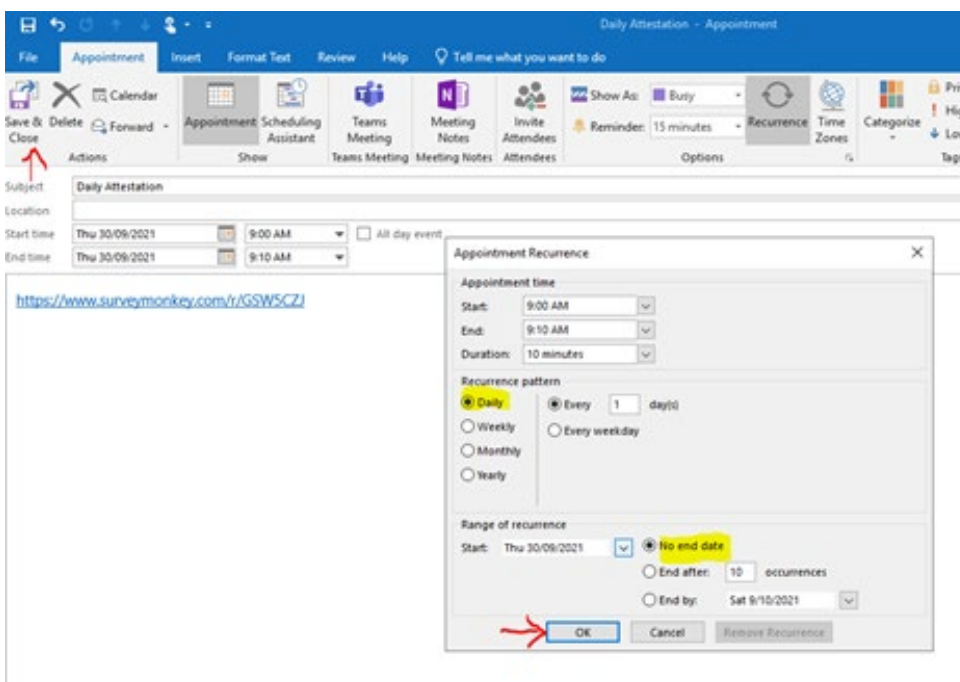 Daily Attestation - Appointment
File Appointment Insert Format Text Review Help Tell me what you want to do
Save & Close
Delete
Calendar
Forward
Actions
Appointment
Scheduling Assistant
Show
Teams Meeting
Teams Meeting
Meeting Notes
Meeting Notes
Invite Attendees
Attendees
Show As: Busy
Reminder: 15 minutes
Recurrence
Time Zones
Options
Categorize
Pri
Hig
Lo
Tags
Subject Daily Attestation
Location
Start time Thu 30/09/2021 9:00 AM All day event
End time Thu 30/09/2021 9:10 AM
https://www.surveymonkey.com/r/GSW5CZJ
Appointment Recurrence
Appointment time
Start: 9:00 AM
End: 9:10 AM
Duration: 10 minutes
Recurrence pattern
Daily Every 1 day(s)
Weekly Every weekday
Monthly
Yearly
Range of recurrence
Start: Thu 30/09/2021 No end date
End after: 10 occurrences
End by: Sat 9/10/2021
OK Cancel Remove Recurrence